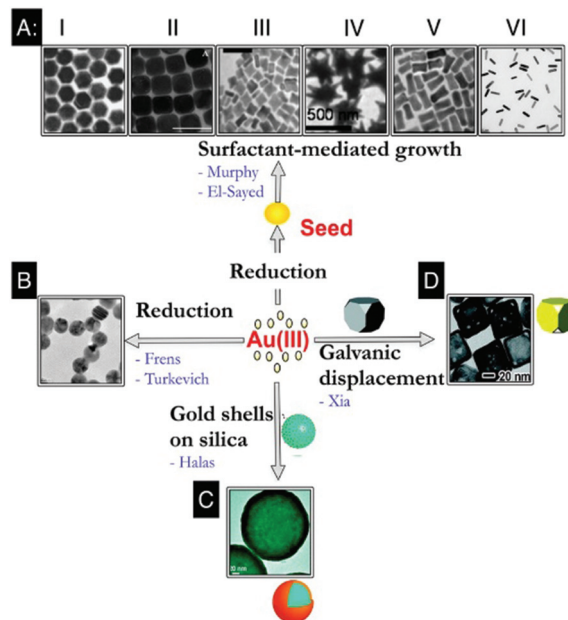 A: I II III IV V VI
A
500 nm
Surfactant-mediated growth
- Murphy
- El-Sayed
Seed
Reduction
B
Reduction
- Frens
- Turkevich
Au(III)
D
Galvanic
displacement
- Xia
20 nm
Gold shells
on silica
- Halas
C